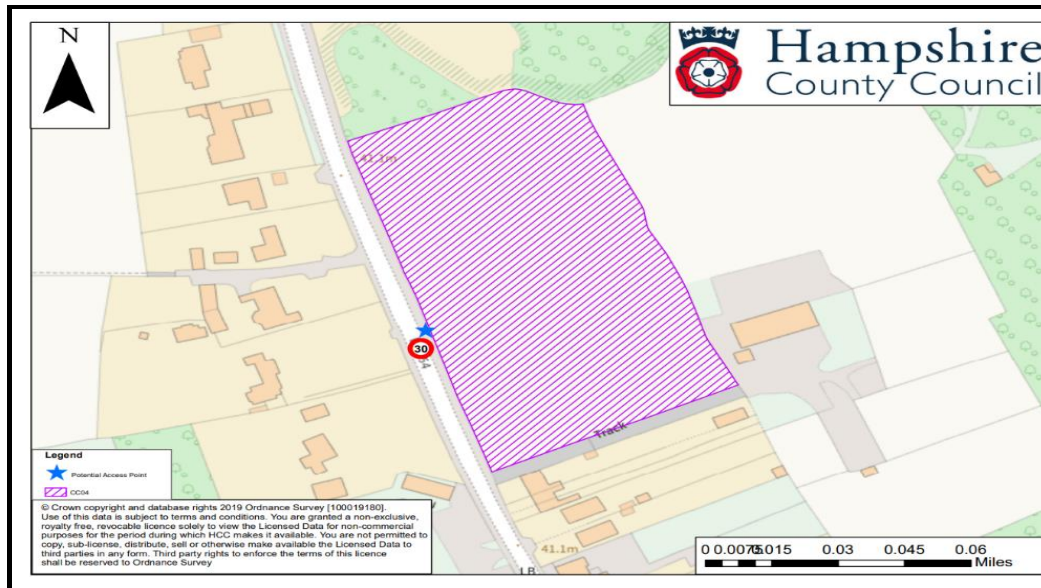 N
Hampshire
County Council
41.1m
30
Track
Legend
Potential Access Point
CC04
© Crown copyright and database rights 2019 Ordnance Survey [100019180].
Use of this data is subject to terms and conditions. You are granted a non-exclusive,
royalty free, revocable licence solely to view the Licensed Data for non-commercial
purposes for the period during which HCC makes it available. You are not permitted to
copy, sub-license, distribute, sell or otherwise make available the Licensed Data to
third parties in any form. Third party rights to enforce the terms of this licence
shall be reserved to Ordnance Survey
41.1m
LB
0 0.0075 0.015 0.03 0.045 0.06
Miles